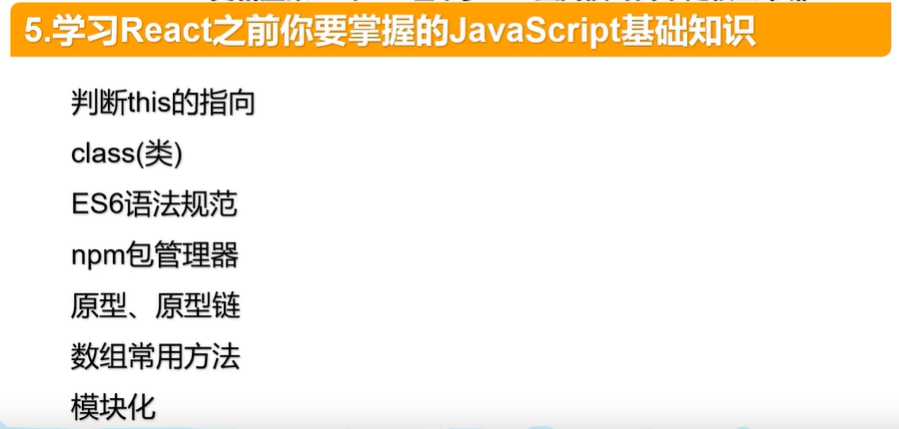 5.学习React之前你要掌握的JavaScript基础知识
判断this的指向
class(类)
ES6语法规范
npm包管理器
原型、原型链
数组常用方法
模块化